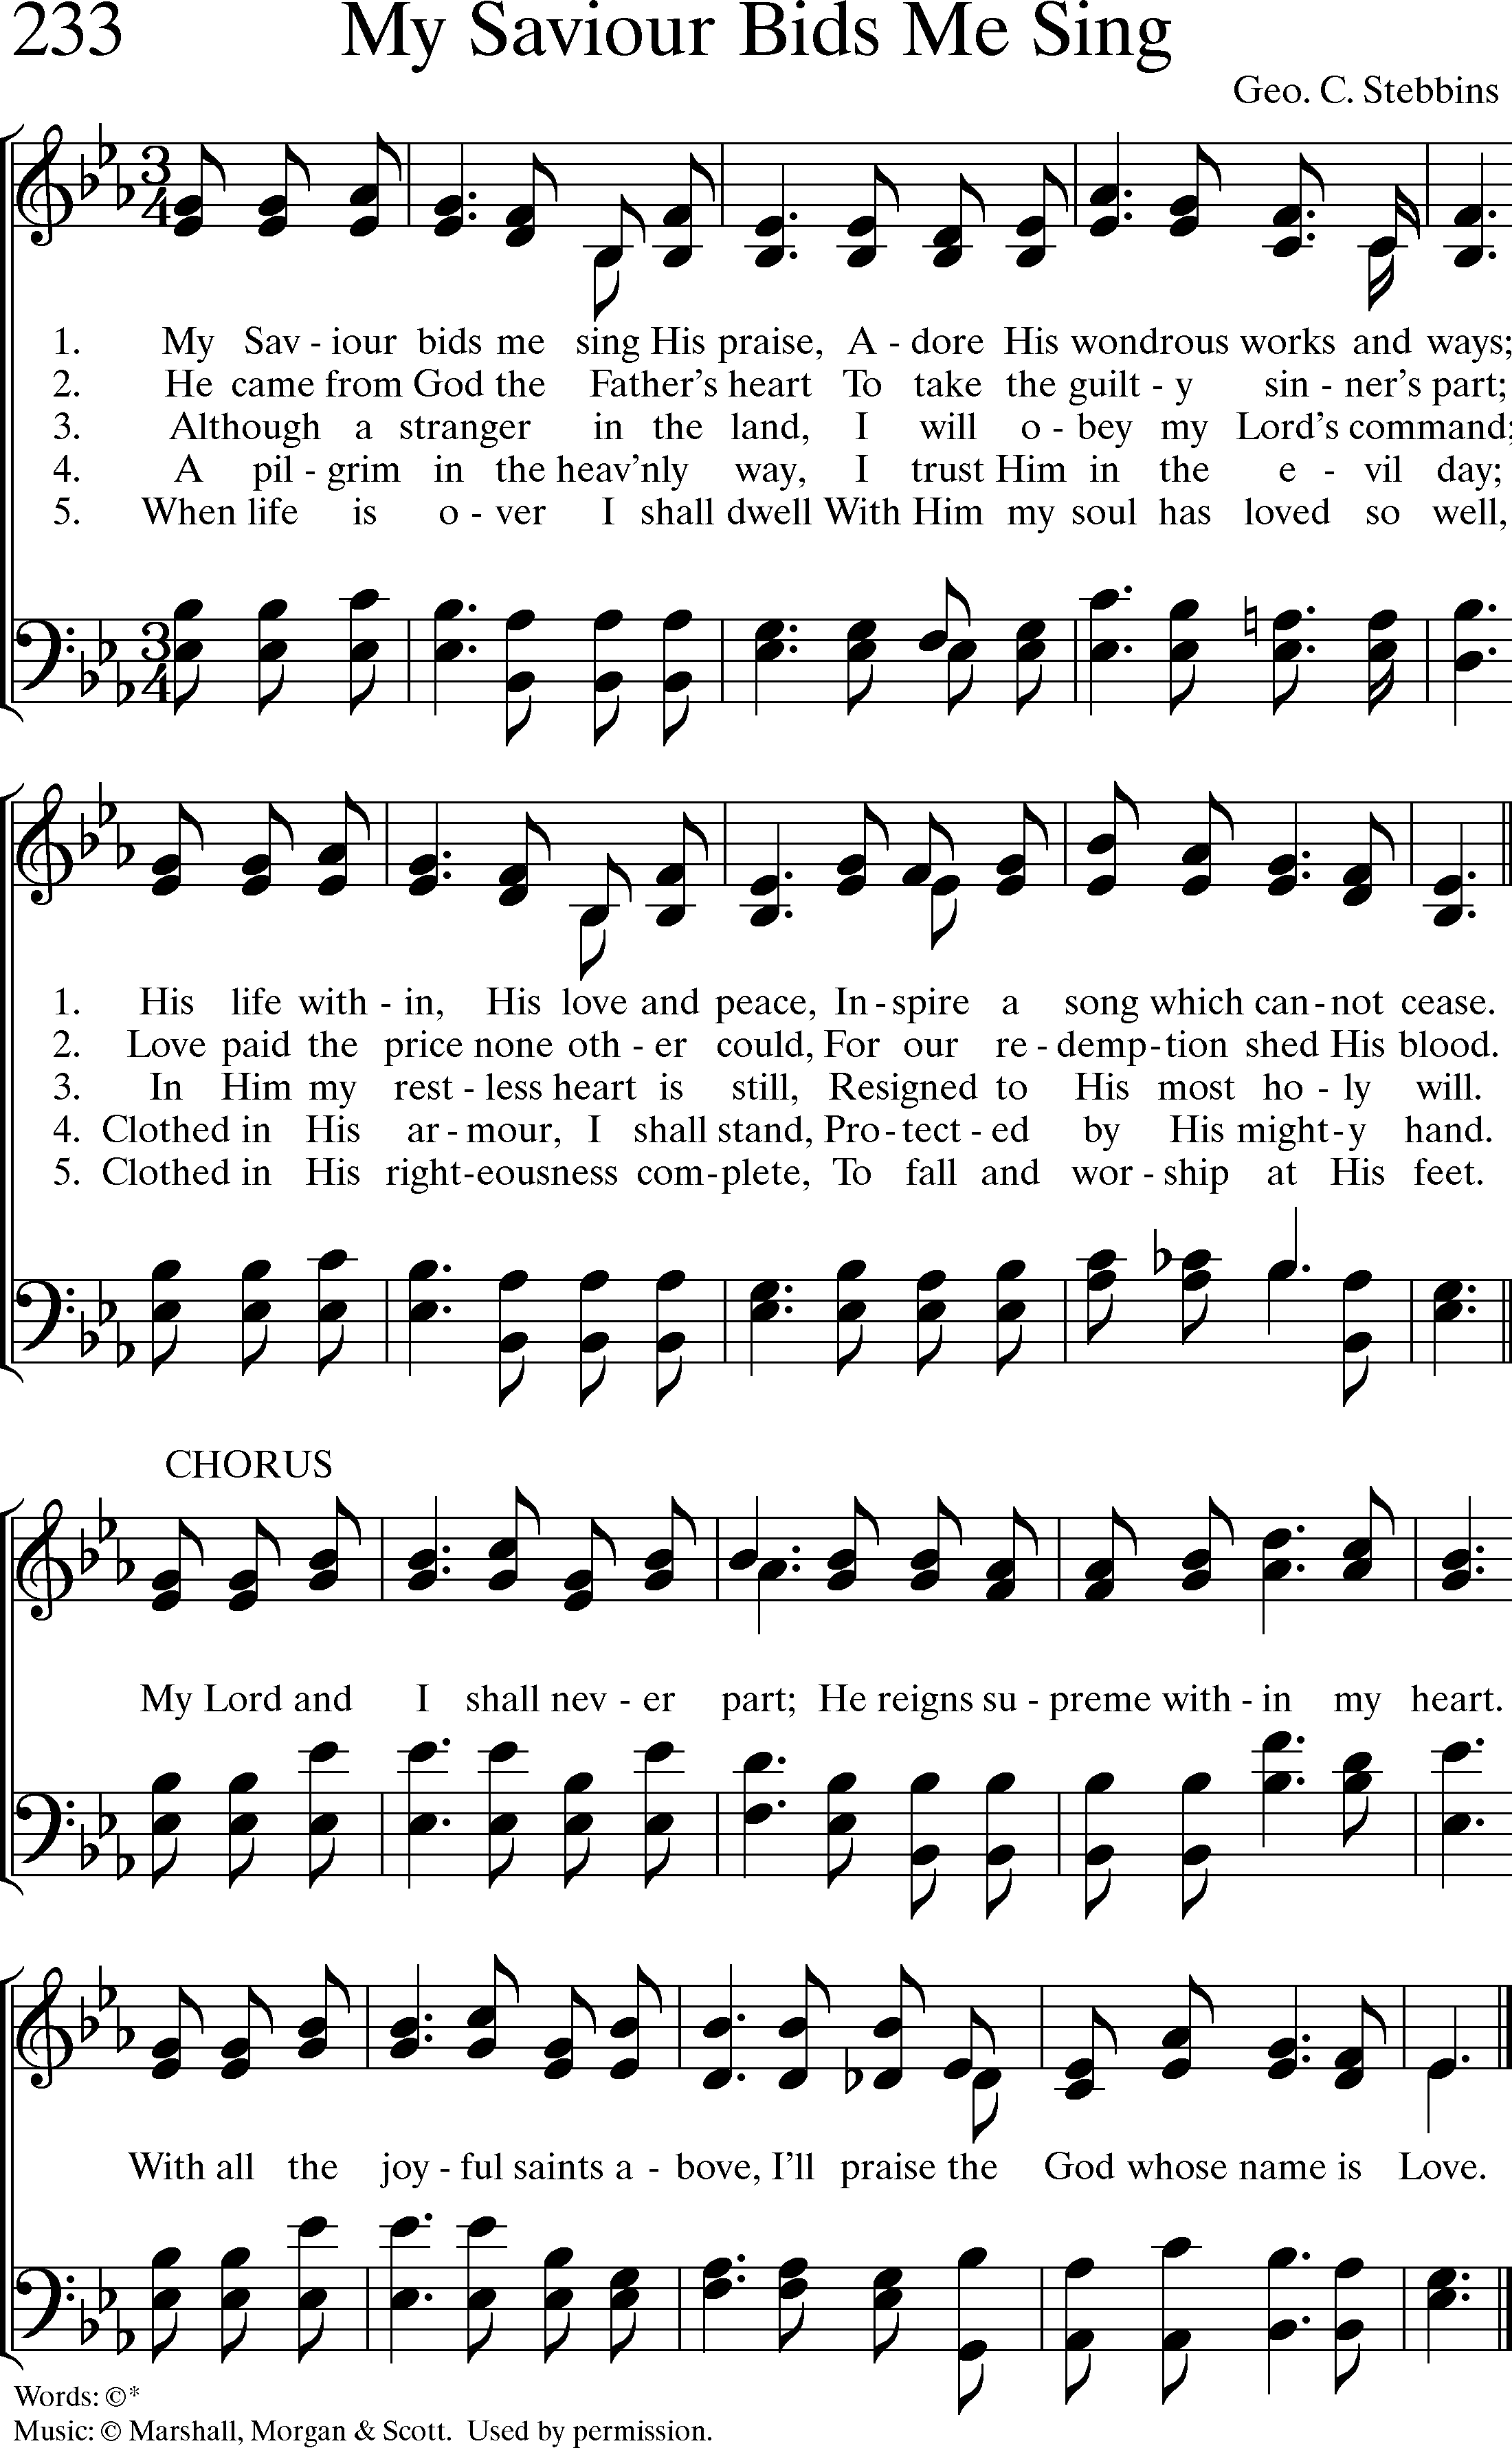 233 My Saviour Bids Me Sing
Geo. C. Stebbins
1. My Sav - iour bids me sing His praise, A - dore His wondrous works and ways;
2. He came from God the Father's heart To take the guilt - y sin - ner's part;
3. Although a stranger in the land, I will o - bey my Lord's command;
4. A pil - grim in the heav'nly way, I trust Him in the e - vil day;
5. When life is o - ver I shall dwell With Him my soul has loved so well,
1. His life with - in, His love and peace, In - spire a song which can - not cease.
2. Love paid the price none oth - er could, For our re - demp - tion shed His blood.
3. In Him my rest - less heart is still, Resigned to His most ho - ly will.
4. Clothed in His ar - mour, I shall stand, Pro - tect - ed by His might - y hand.
5. Clothed in His right - eousness com - plete, To fall and wor - ship at His feet.
CHORUS
My Lord and I shall nev - er part; He reigns su - preme with - in my heart.
With all the joy - ful saints a - bove, I'll praise the God whose name is Love.
Words: ©*
Music: © Marshall, Morgan & Scott. Used by permission.